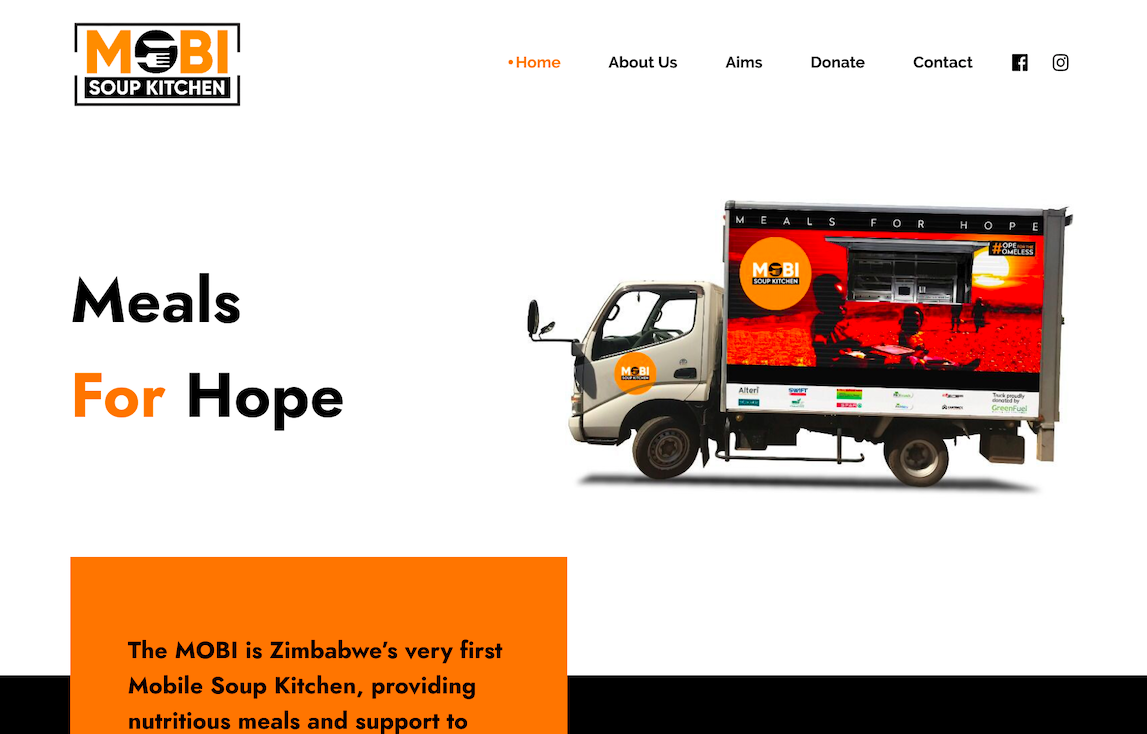 MOBI
SOUP KITCHEN
Home
About Us
Aims
Donate
Contact
Meals
For Hope
MEALS FOR HOPE
#OPE FOR THE
OMELESS
MOBI
SOUP KITCHEN
MOBI
SOUP KITCHEN
Alteri
SWIFT
SPAR
Truck proudly
donated by
GreenFuel
The MOBI is Zimbabwe's very first
Mobile Soup Kitchen, providing
nutritious meals and support to